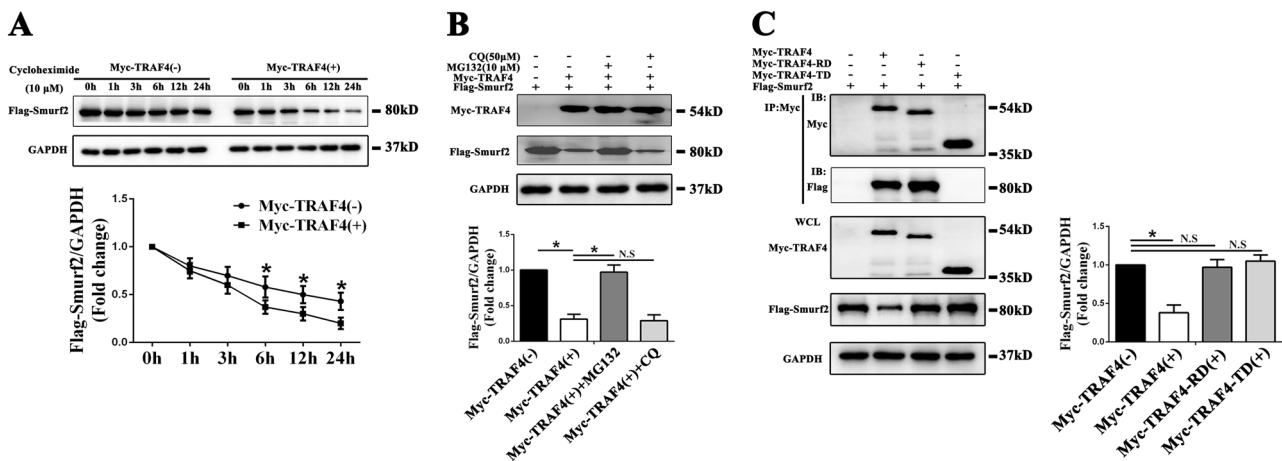 A
Cycloheximide
(10 μM)
Myc-TRAF4(-)
Myc-TRAF4(+)
0h 1h 3h 6h 12h 24h
0h 1h 3h 6h 12h 24h
Flag-Smurf2
80kD
GAPDH
37kD
Flag-Smurf2/GAPDH
(Fold change)
1.5
1.0
0.5
0.0
Myc-TRAF4(-)
Myc-TRAF4(+)
* * *
0h 1h 3h 6h 12h 24h
B
CQ(50μM) - - - +
MG132(10 μM) - - + -
Myc-TRAF4 - + + +
Flag-Smurf2 + + + +
Myc-TRAF4
54kD
Flag-Smurf2
80kD
GAPDH
37kD
Flag-Smurf2/GAPDH
(Fold change)
1.5
1.0
0.5
0.0
* * N.S
Myc-TRAF4(-)
Myc-TRAF4(+)
Myc-TRAF4(+)+MG132
Myc-TRAF4(+)+CQ
C
Myc-TRAF4 - + - -
Myc-TRAF4-RD - - + -
Myc-TRAF4-TD - - - +
Flag-Smurf2 + + + +
IP:Myc
IB:
Myc
54kD
35kD
IB:
Flag
80kD
WCL
Myc-TRAF4
54kD
35kD
Flag-Smurf2
80kD
GAPDH
37kD
Flag-Smurf2/GAPDH
(Fold change)
1.5
1.0
0.5
0.0
N.S
N.S
*
Myc-TRAF4(-)
Myc-TRAF4(+)
Myc-TRAF4-RD(+)
Myc-TRAF4-TD(+)